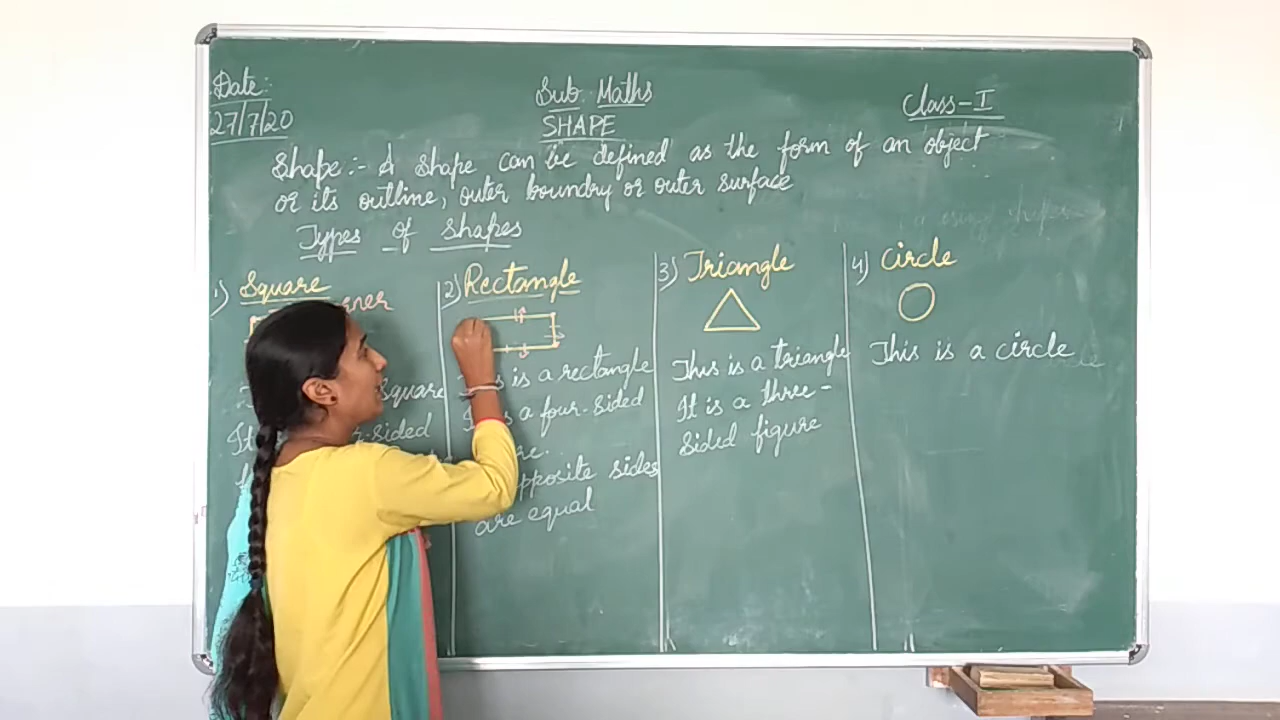 Date:
27/7/20
Sub: Maths
Class-I
SHAPE
Shape:- A shape can be defined as the form of an object
or its outline, outer boundry or outer surface
Types of shapes
1) Square
Square
It
-sided
2) Rectangle
is a rectangle
a four-sided
opposite sides
are equal
3) Triangle
This is a triangle
It is a three-
sided figure
4) Circle
This is a circle